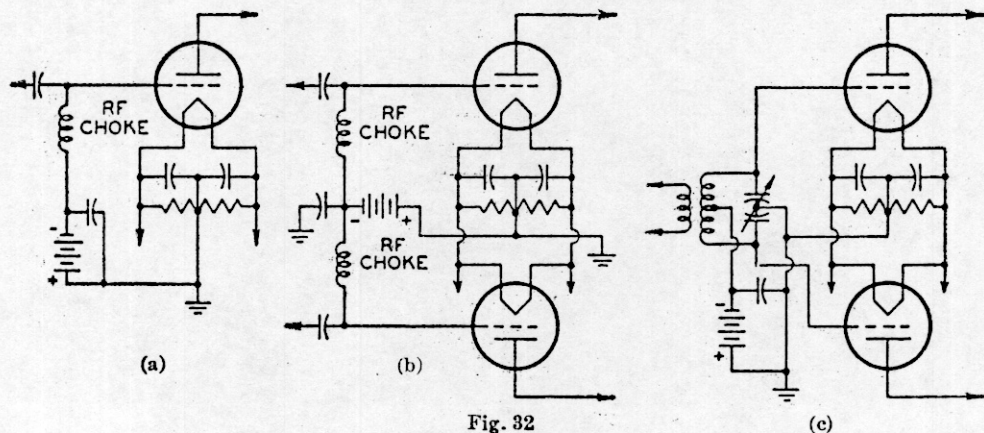 RF
CHOKE
-
+
(a)
RF
CHOKE
-
+
RF
CHOKE
(b)
-
+
(c)
Fig. 32